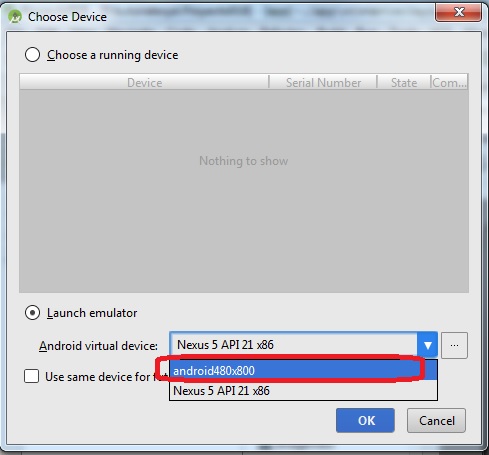 Choose Device
Choose a running device
Device Serial Number State Com...
Nothing to show
Launch emulator
Android virtual device: Nexus 5 API 21 x86 ...
android480x800
Use same device for fut
Nexus 5 API 21 x86
OK Cancel